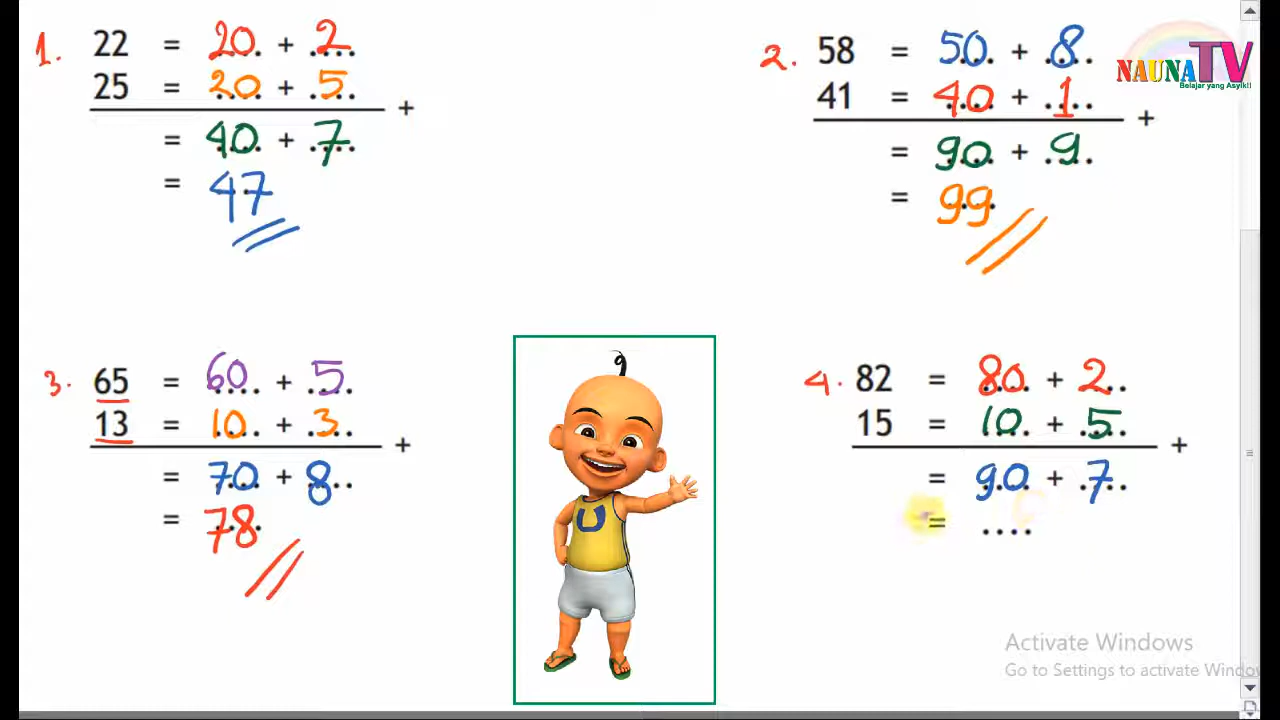 1. 22 = 20 + 2
25 = 20 + 5
+
= 40 + 7
= 47
2. 58 = 50 + 8
41 = 40 + 1
+
= 90 + 9
= 99
NAUNA TV
Belajar yang Asyik!!
3. 65 = 60 + 5
13 = 10 + 3
+
= 70 + 8
= 78
U
4. 82 = 80 + 2
15 = 10 + 5
+
= 90 + 7
= ....
Activate Windows
Go to Settings to activate Windo